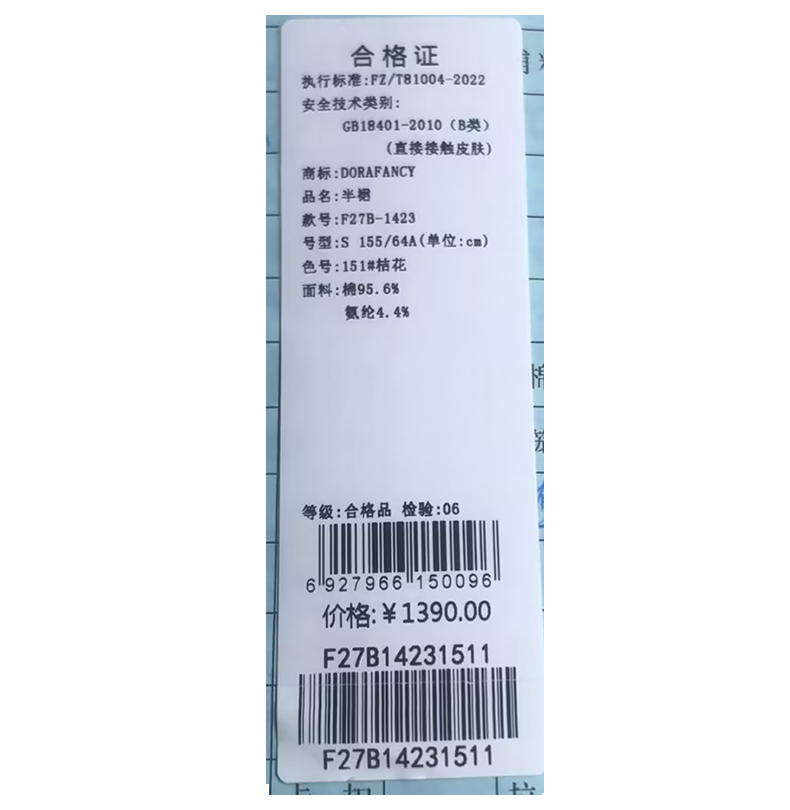 合格证
执行标准:FZ/T81004-2022
安全技术类别:
GB18401-2010（B类）
(直接接触皮肤)
商标:DORAFANCY
品名:半裙
款号:F27B-1423
号型:S 155/64A(单位:cm)
色号:151#桔花
面料:棉95.6%
氨纶4.4%
等级:合格品 检验:06
6 927966 150096
价格:￥1390.00
F27B14231511
F27B14231511